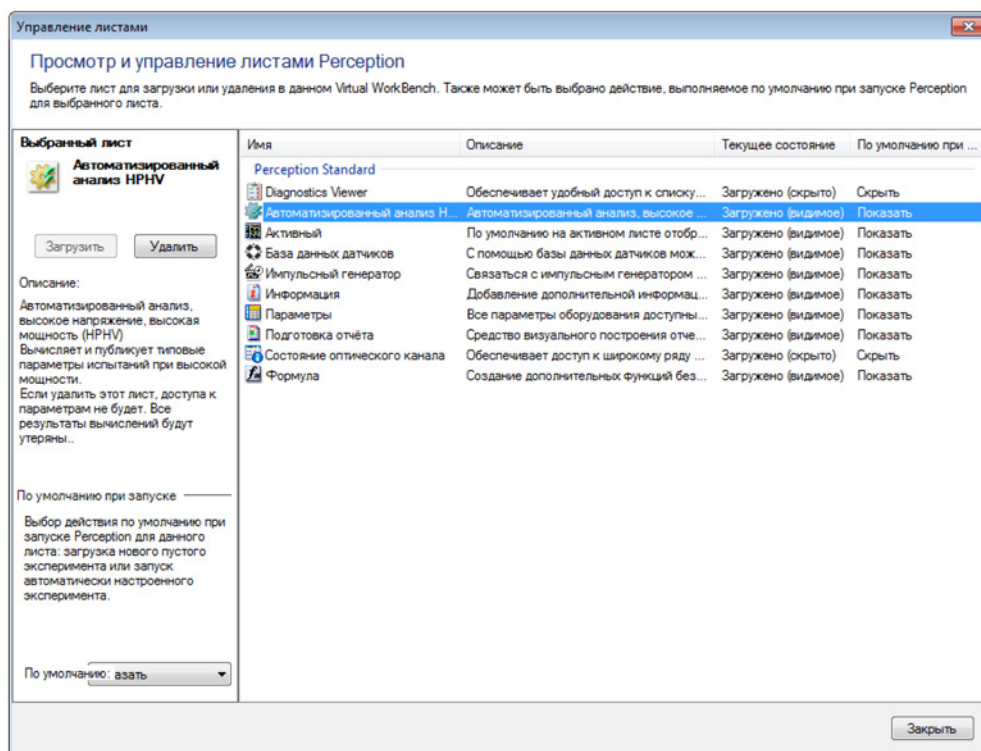 Управление листами
Просмотр и управление листами Perception
Выберите лист для загрузки или удаления в данном Virtual WorkBench. Также может быть выбрано действие, выполняемое по умолчанию при запуске Perception
для выбранного листа.
Выбранный лист
Автоматизированный
анализ HPHV
Загрузить Удалить
Описание:
Автоматизированный анализ,
высокое напряжение, высокая
мощность (HPHV)
Вычисляет и публикует типовые
параметры испытаний при высокой
мощности.
Если удалить этот лист, доступа к
параметрам не будет. Все
результаты вычислений будут
утеряны..
По умолчанию при запуске
Выбор действия по умолчанию при
запуске Perception для данного
листа: загрузка нового пустого
эксперимента или запуск
автоматически настроенного
эксперимента.
По умолчанию: азать
Имя Описание Текущее состояние По умолчанию при ...
Perception Standard
Diagnostics Viewer Обеспечивает удобный доступ к списку... Загружено (скрыто) Скрыть
Автоматизированный анализ H... Автоматизированный анализ, высокое ... Загружено (видимое) Показать
Активный По умолчанию на активном листе отобр... Загружено (видимое) Показать
База данных датчиков С помощью базы данных датчиков мож... Загружено (видимое) Показать
Импульсный генератор Связаться с импульсным генератором ... Загружено (видимое) Показать
Информация Добавление дополнительной информац... Загружено (видимое) Показать
Параметры Все параметры оборудования доступны... Загружено (видимое) Показать
Подготовка отчёта Средство визуального построения отче... Загружено (видимое) Показать
Состояние оптического канала Обеспечивает доступ к широкому ряду ... Загружено (скрыто) Скрыть
Формула Создание дополнительных функций без... Загружено (видимое) Показать
Закрыть